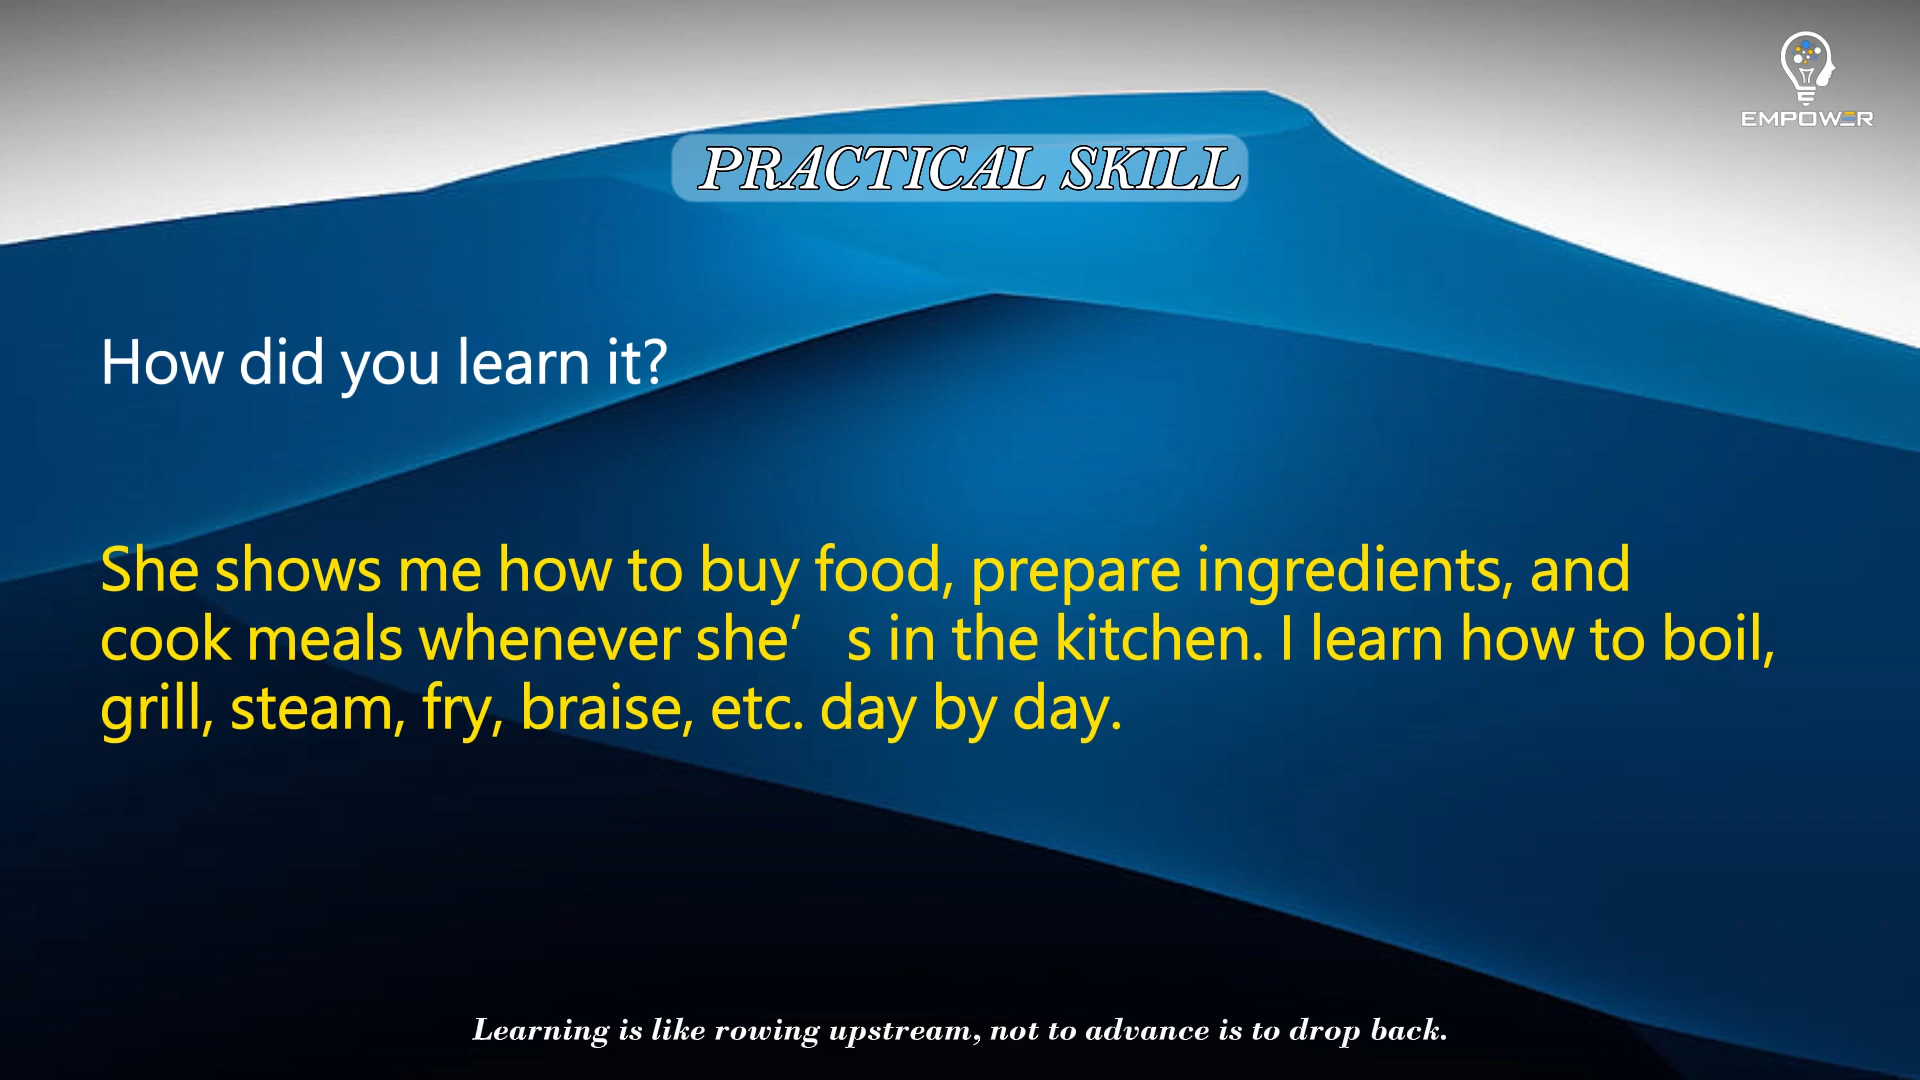 EMPOWER
PRACTICAL SKILL
How did you learn it?
She shows me how to buy food, prepare ingredients, and
cook meals whenever she’ s in the kitchen. I learn how to boil,
grill, steam, fry, braise, etc. day by day.
Learning is like rowing upstream, not to advance is to drop back.